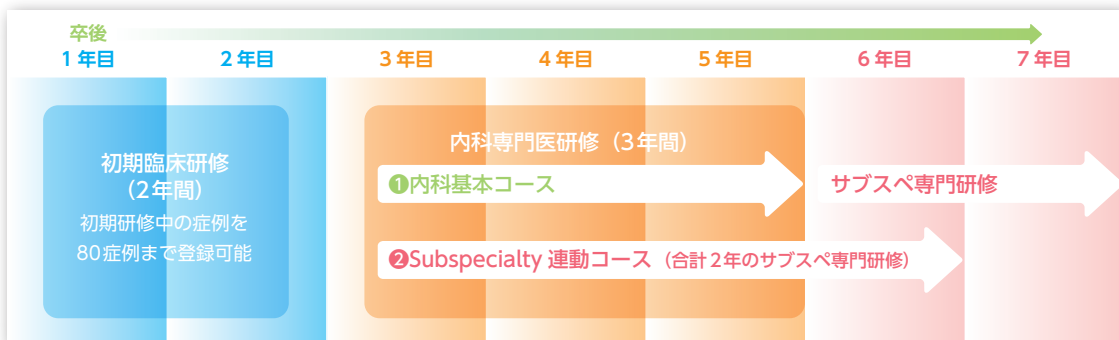 卒後
1年目
2年目
3年目
4年目
5年目
6年目
7年目
初期臨床研修
(2年間)
初期研修中の症例を
80症例まで登録可能
内科専門医研修（3年間）
❶内科基本コース
サブスペ専門研修
❷Subspecialty 連動コース（合計2年のサブスペ専門研修）